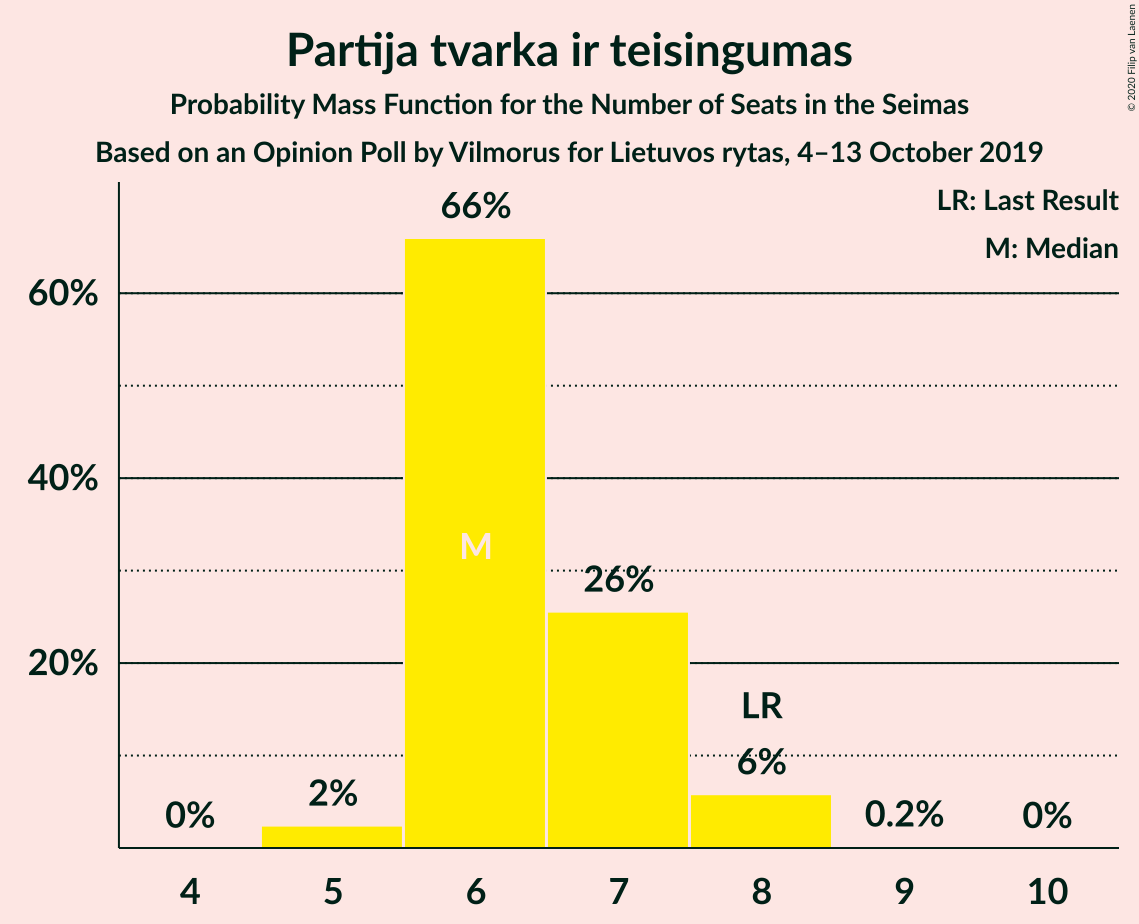 Partija tvarka ir teisingumas
Probability Mass Function for the Number of Seats in the Seimas
Based on an Opinion Poll by Vilmorus for Lietuvos rytas, 4–13 October 2019
© 2020 Filip van Laenen
LR: Last Result
M: Median
60%
40%
20%
0%
2%
66%
M
26%
LR
6%
0.2%
0%
4 5 6 7 8 9 10